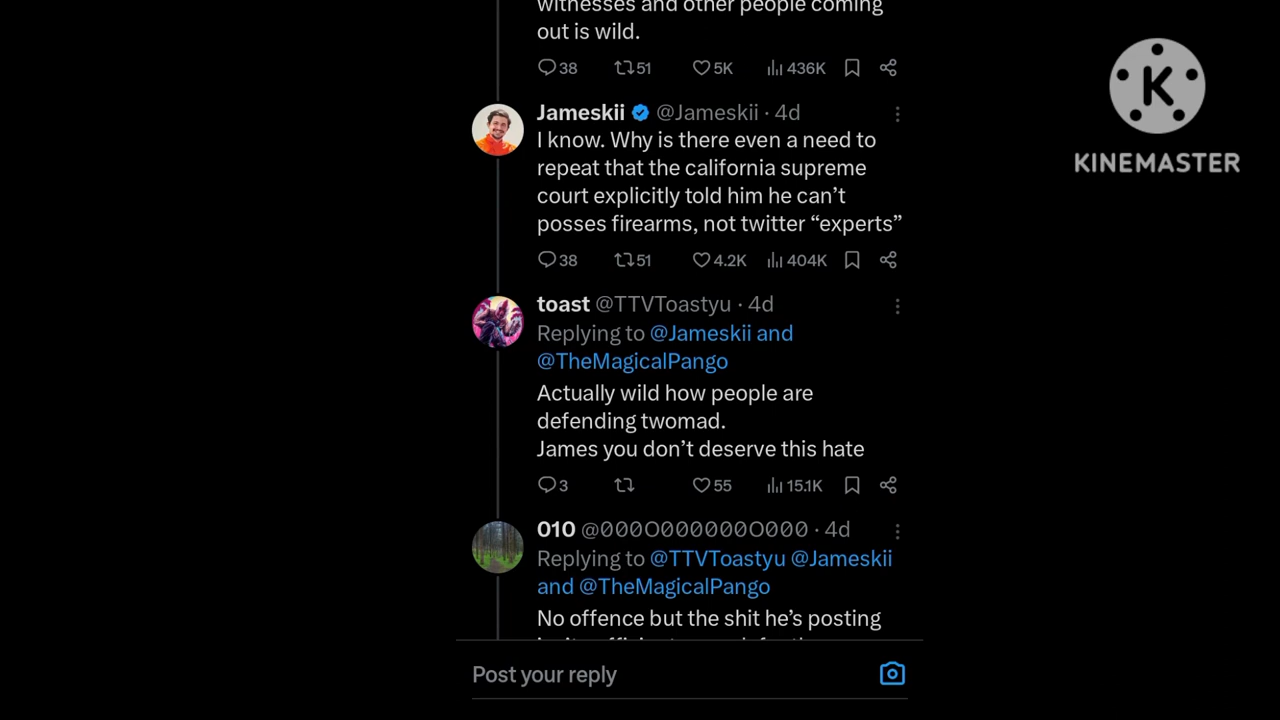 witnesses and other people coming
out is wild.
38 51 5K 436K
Jameskii @Jameskii · 4d
I know. Why is there even a need to
repeat that the california supreme
court explicitly told him he can’t
posses firearms, not twitter “experts”
38 51 4.2K 404K
toast @TTVToastyu · 4d
Replying to @Jameskii and
@TheMagicalPango
Actually wild how people are
defending twomad.
James you don’t deserve this hate
3 55 15.1K
010 @000O000000O000 · 4d
Replying to @TTVToastyu @Jameskii
and @TheMagicalPango
No offence but the shit he’s posting
Post your reply
K
KINEMASTER